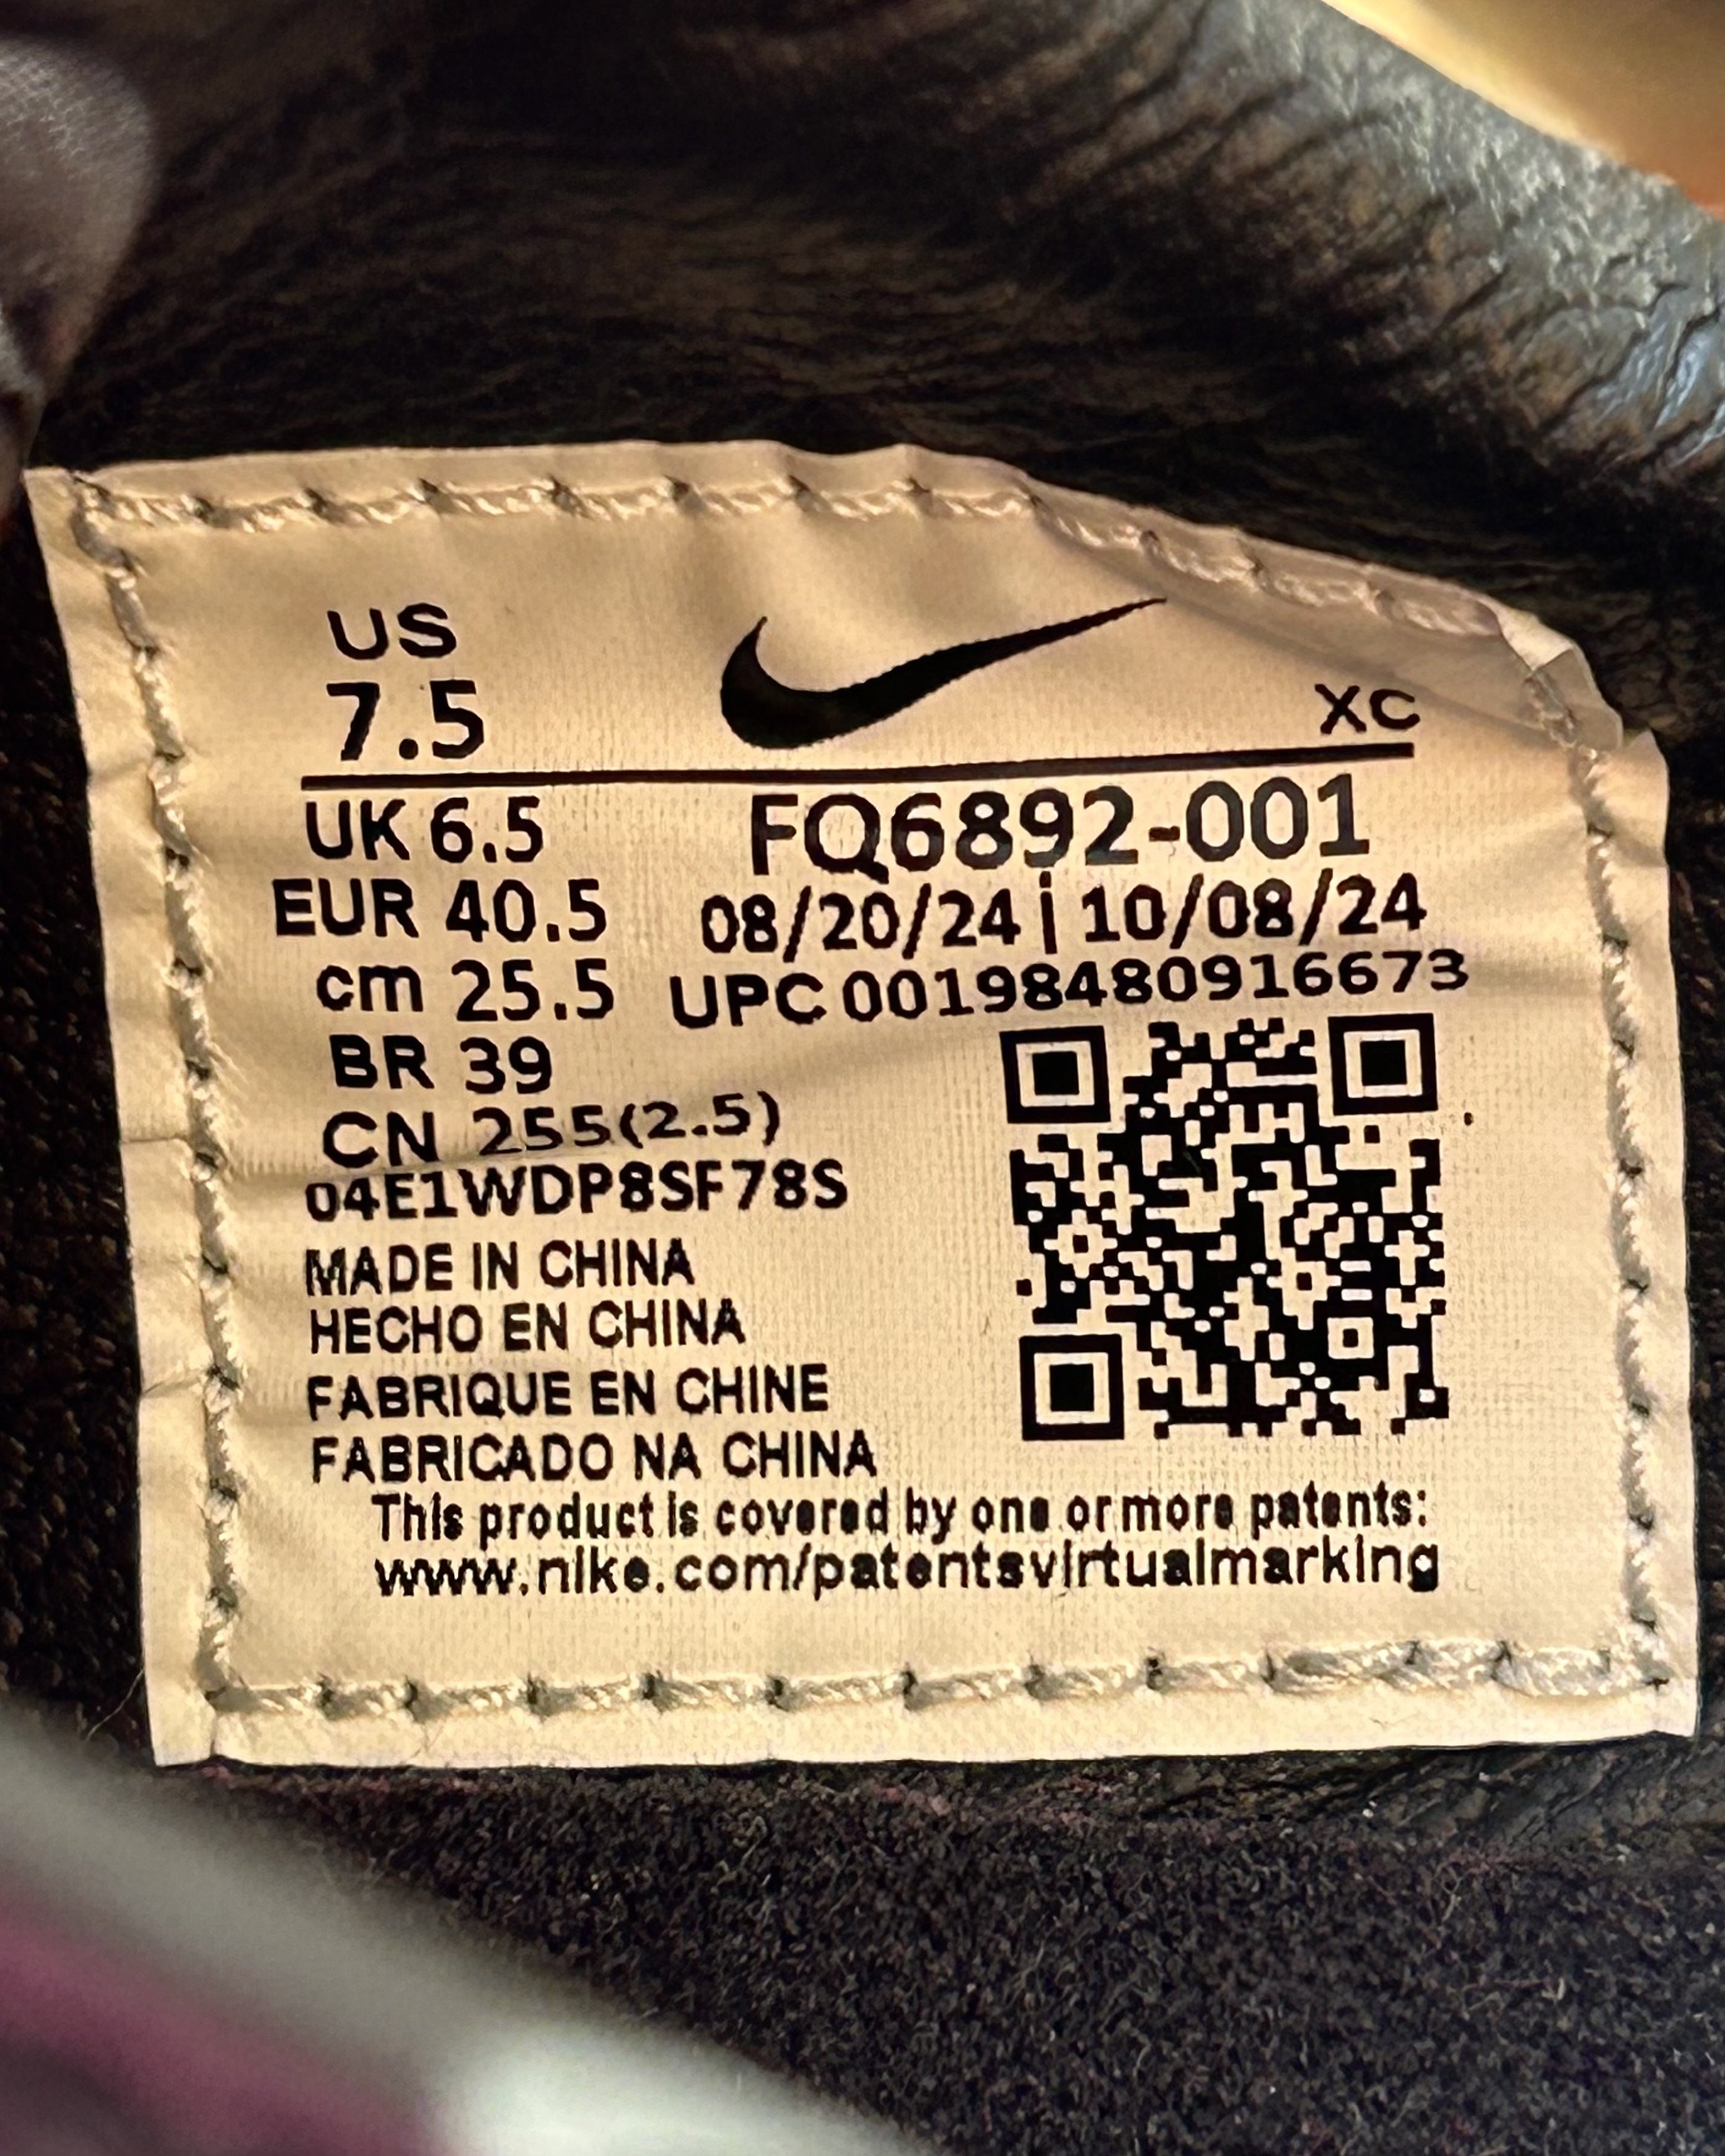 US
7.5
XC
UK 6.5
FQ6892-001
EUR 40.5
08/20/24 | 10/08/24
cm 25.5
UPC 00198480916673
BR 39
CN 255(2.5)
04E1WDP8SF78S
MADE IN CHINA
HECHO EN CHINA
FABRIQUE EN CHINE
FABRICADO NA CHINA
This product is covered by one or more patents:
www.nike.com/patentsvirtualmarking